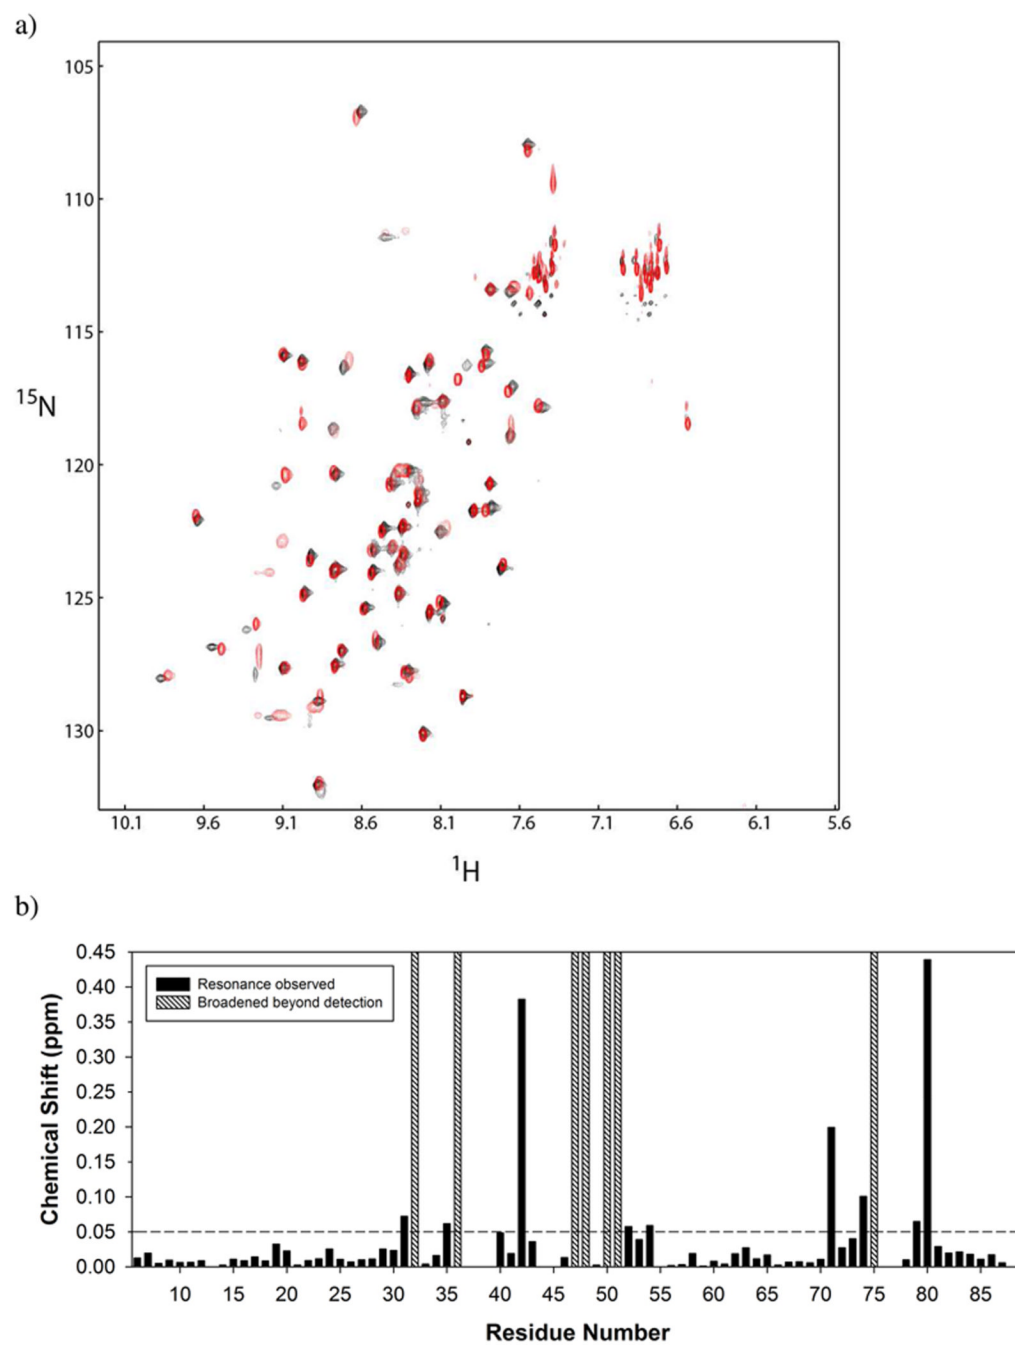 a)
105
110
115
120
125
130
15N
10.1 9.6 9.1 8.6 8.1 7.6 7.1 6.6 6.1 5.6
1H
b)
0.45
0.40
0.35
0.30
0.25
0.20
0.15
0.10
0.05
0.00
Chemical Shift (ppm)
Resonance observed
Broadened beyond detection
10 15 20 25 30 35 40 45 50 55 60 65 70 75 80 85
Residue Number